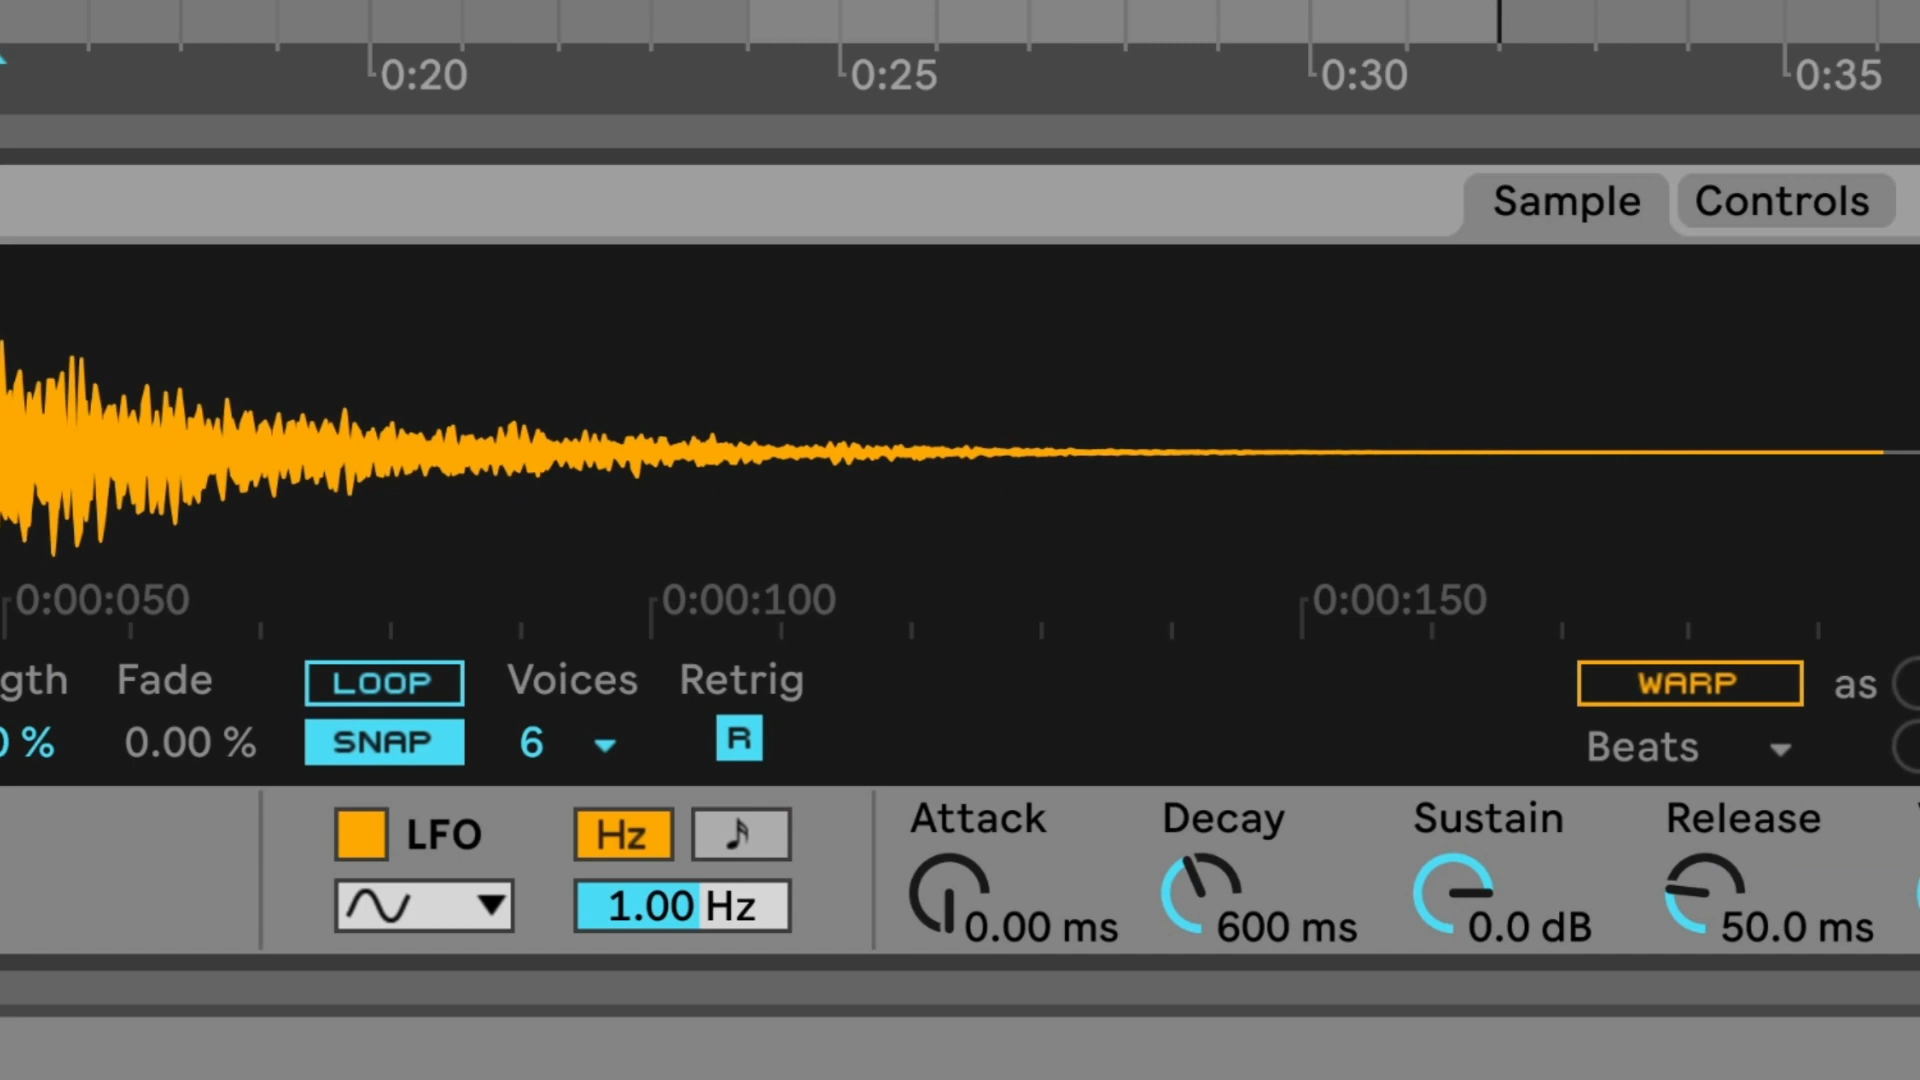 0:20 0:25 0:30 0:35
Sample Controls
0:00:050 0:00:100 0:00:150
gth Fade LOOP Voices Retrig WARP as
% 0.00 % SNAP 6 R Beats
LFO Hz Attack Decay Sustain Release
1.00 Hz 0.00 ms 600 ms 0.0 dB 50.0 ms